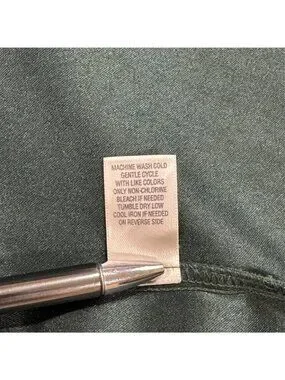 MACHINE WASH COLD
GENTLE CYCLE
WITH LIKE COLORS
ONLY NON-CHLORINE
BLEACH IF NEEDED
TUMBLE DRY LOW
COOL IRON IF NEEDED
ON REVERSE SIDE